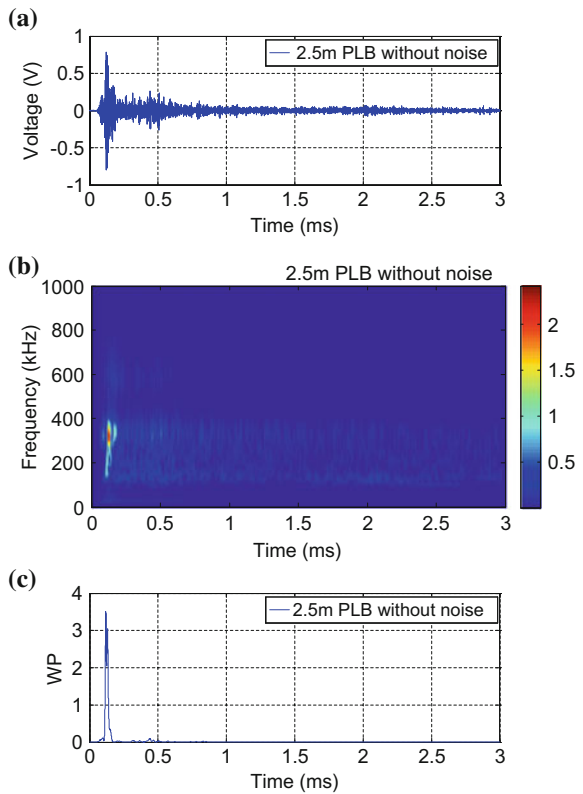 (a)
1
0.5
0
-0.5
-1
Voltage (V)
2.5m PLB without noise
0 0.5 1 1.5 2 2.5 3
Time (ms)
(b)
2.5m PLB without noise
1000
800
600
400
200
0
Frequency (kHz)
2
1.5
1
0.5
0 0.5 1 1.5 2 2.5 3
Time (ms)
(c)
4
3
2
1
0
WP
2.5m PLB without noise
0 0.5 1 1.5 2 2.5 3
Time (ms)